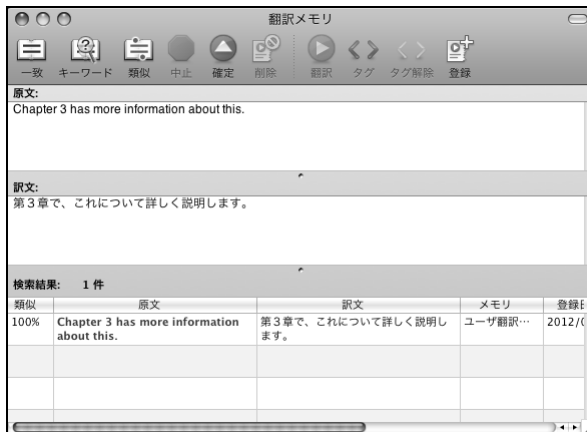 翻訳メモリ
一致 キーワード 類似 中止 確定 削除 翻訳 タグ タグ解除 登録
原文:
Chapter 3 has more information about this.
訳文:
第３章で、これについて詳しく説明します。
検索結果: 1 件
類似 原文 訳文 メモリ 登録日
100% Chapter 3 has more information 第３章で、これについて詳しく説明し ユーザ翻訳… 2012/0
about this. ます。